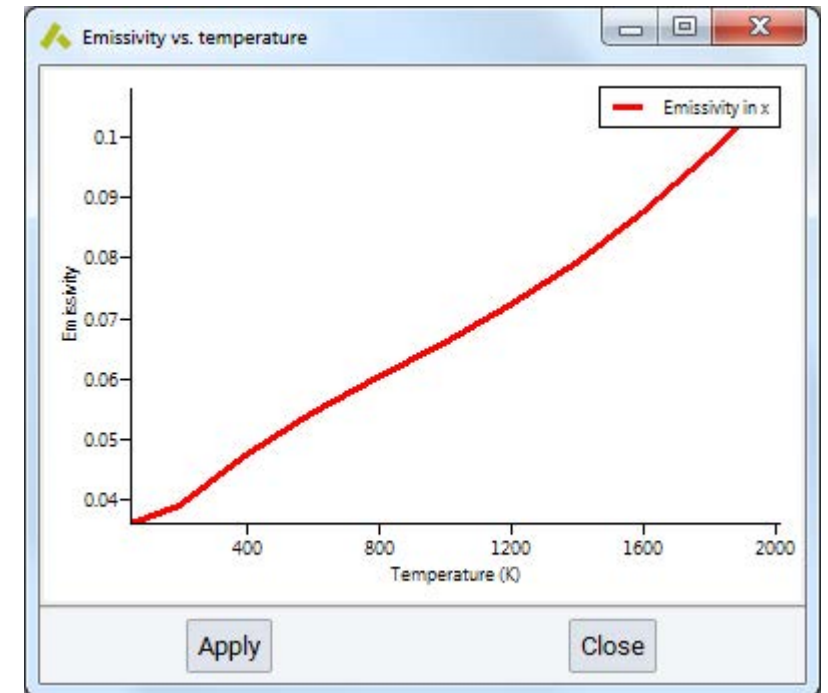 Emissivity vs. temperature
Emissivity in x
0.1
0.09
0.08
0.07
0.06
0.05
0.04
Emissivity
400 800 1200 1600 2000
Temperature (K)
Apply Close